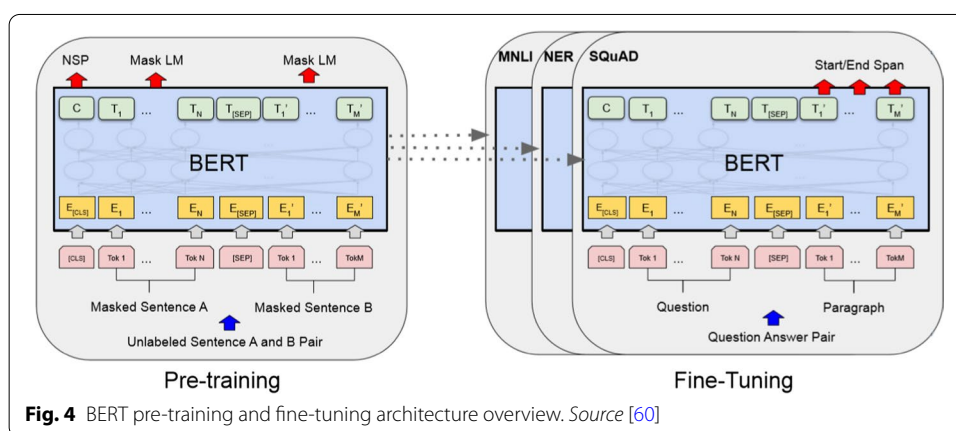 NSP Mask LM Mask LM
C T1 ... TN T[SEP] T1' ... TM'
BERT
E[CLS] E1 ... EN E[SEP] E1' ... EM'
[CLS] Tok 1 ... Tok N [SEP] Tok 1 ... TokM
Masked Sentence A Masked Sentence B
Unlabeled Sentence A and B Pair
Pre-training
MNLI NER SQuAD
Start/End Span
C T1 ... TN T[SEP] T1' ... TM'
BERT
E[CLS] E1 ... EN E[SEP] E1' ... EM'
[CLS] Tok 1 ... Tok N [SEP] Tok 1 ... TokM
Question Paragraph
Question Answer Pair
Fine-Tuning
Fig. 4 BERT pre-training and fine-tuning architecture overview. Source [60]